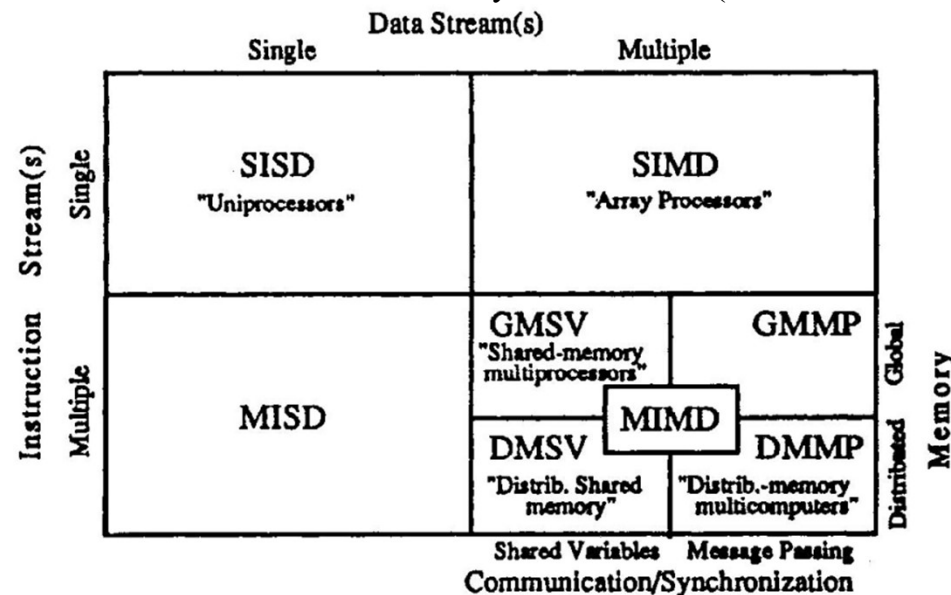 Data Stream(s)
Single
Multiple
Instruction Stream(s)
Single
SISD
"Uniprocessors"
SIMD
"Array Processors"
Multiple
MISD
GMSV
"Shared-memory
multiprocessors"
GMMP
MIMD
DMSV
"Distrib. Shared
memory"
DMMP
"Distrib.-memory
multicomputers"
Global
Distributed
Memory
Shared Variables
Message Passing
Communication/Synchronization